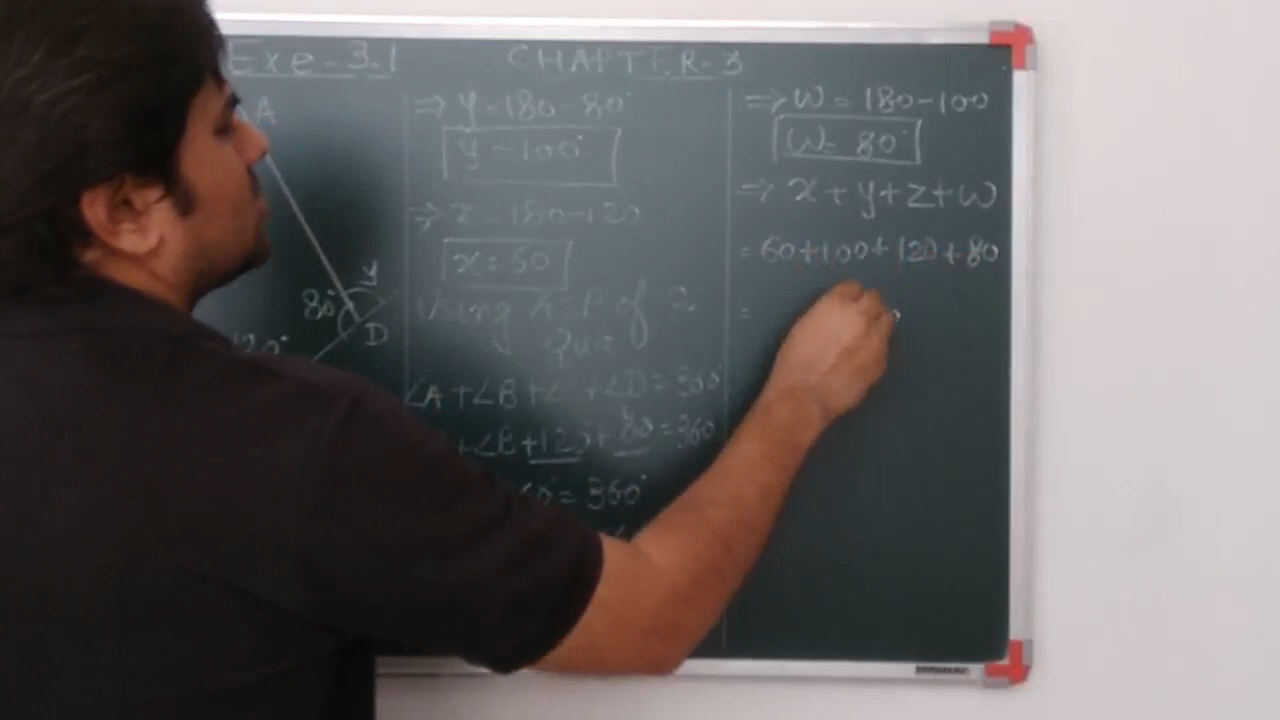 Exe-3.1
CHAPTER-3
A
80°
y
D
120°
⇒ y = 180 - 80°
y = 100°
⇒ x = 180 - 120
x = 60
Using A.S.P of a
∠A + ∠B + ∠ + ∠D = 360°
+ ∠B + 120 + 80 = 360
60° = 360°
⇒ w = 180 - 100
w = 80°
⇒ x + y + z + w
= 60 + 100 + 120 + 80
=